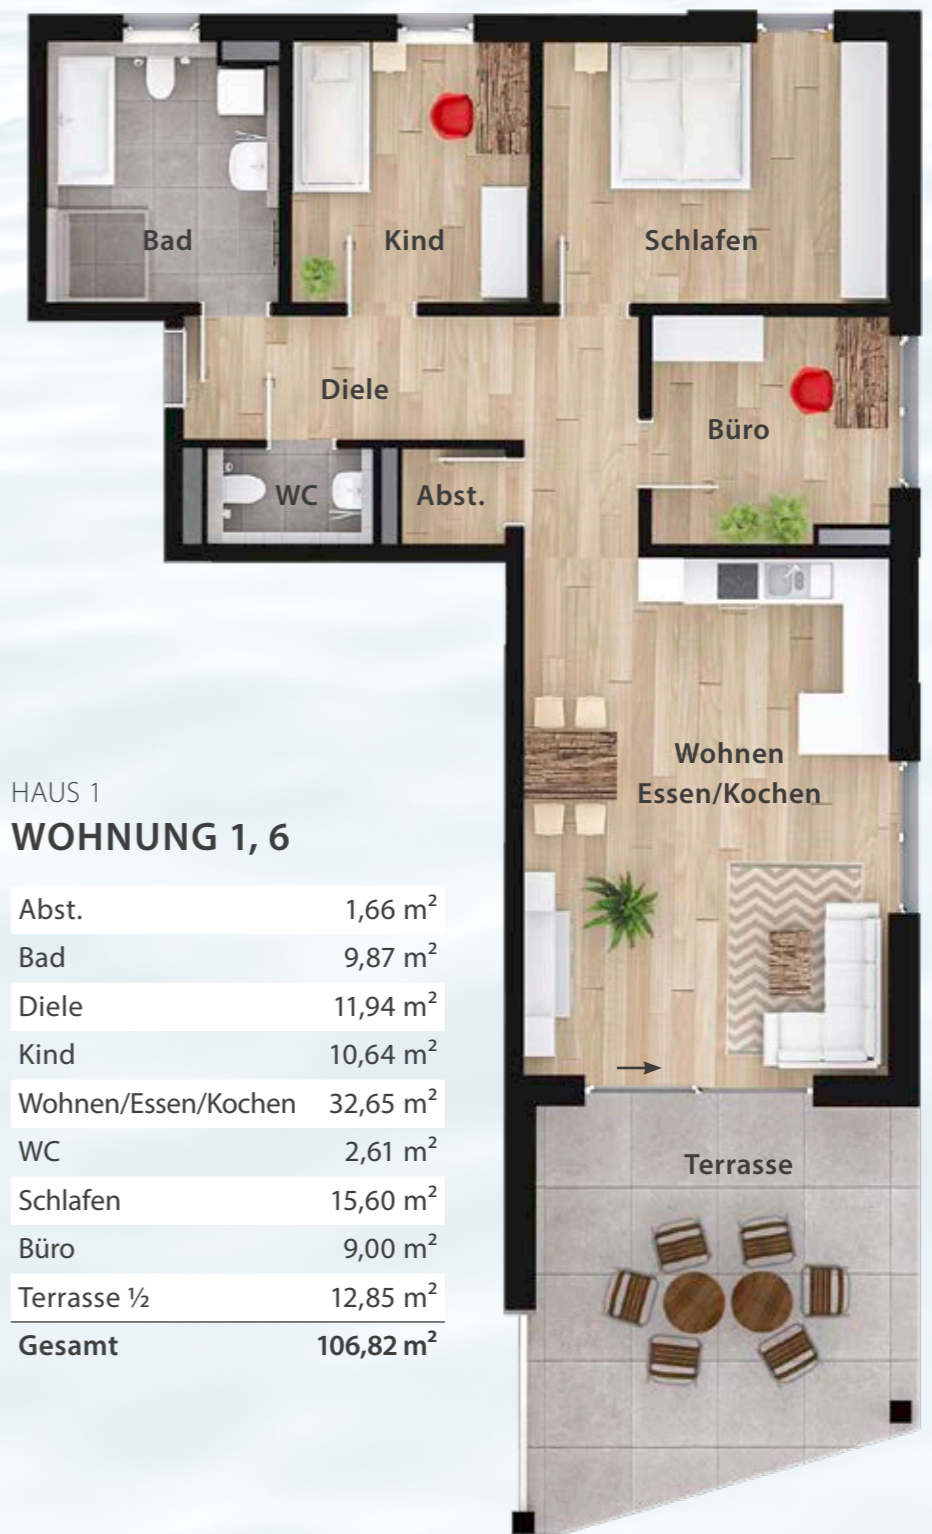 Bad
Kind
Schlafen
Diele
Büro
WC
Abst.
Wohnen
Essen/Kochen
HAUS 1
WOHNUNG 1, 6
Abst. 1,66 m²
Bad 9,87 m²
Diele 11,94 m²
Kind 10,64 m²
Wohnen/Essen/Kochen 32,65 m²
WC 2,61 m²
Schlafen 15,60 m²
Büro 9,00 m²
Terrasse ½ 12,85 m²
Gesamt 106,82 m²
Terrasse